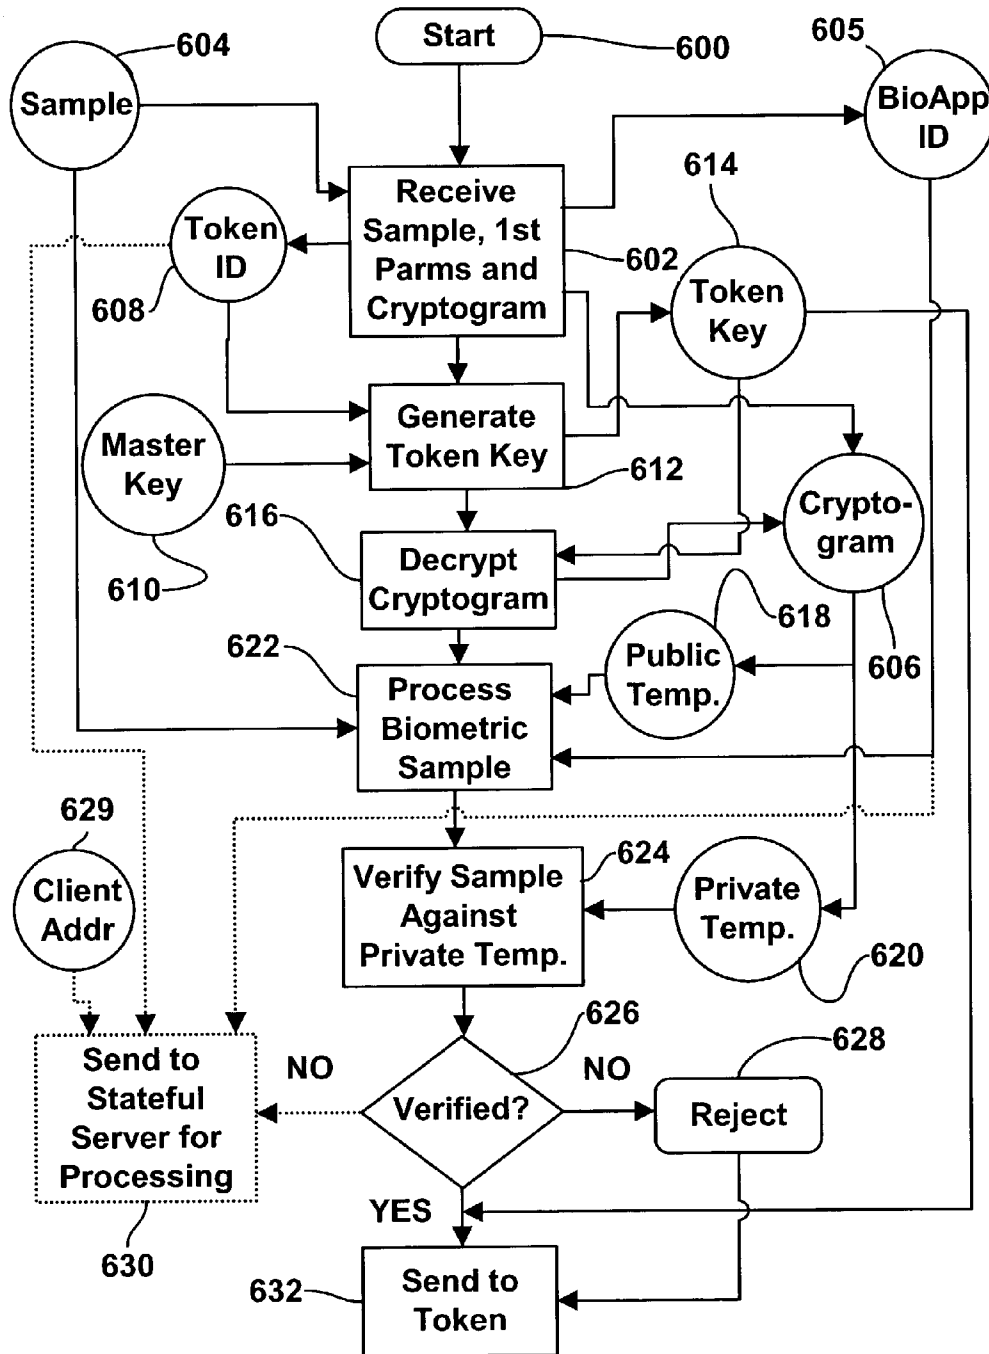 604
Start
600
605
Sample
BioApp
ID
614
Receive
Sample, 1st
Parms and
Cryptogram
602
Token
ID
608
Token
Key
Generate
Token Key
612
Master
Key
610
616
Crypto-
gram
606
Decrypt
Cryptogram
618
622
Public
Temp.
Process
Biometric
Sample
629
Client
Addr
624
Verify Sample
Against
Private Temp.
Private
Temp.
620
626
628
Send to
Stateful
Server for
Processing
630
NO
Verified?
NO
Reject
YES
632
Send to
Token